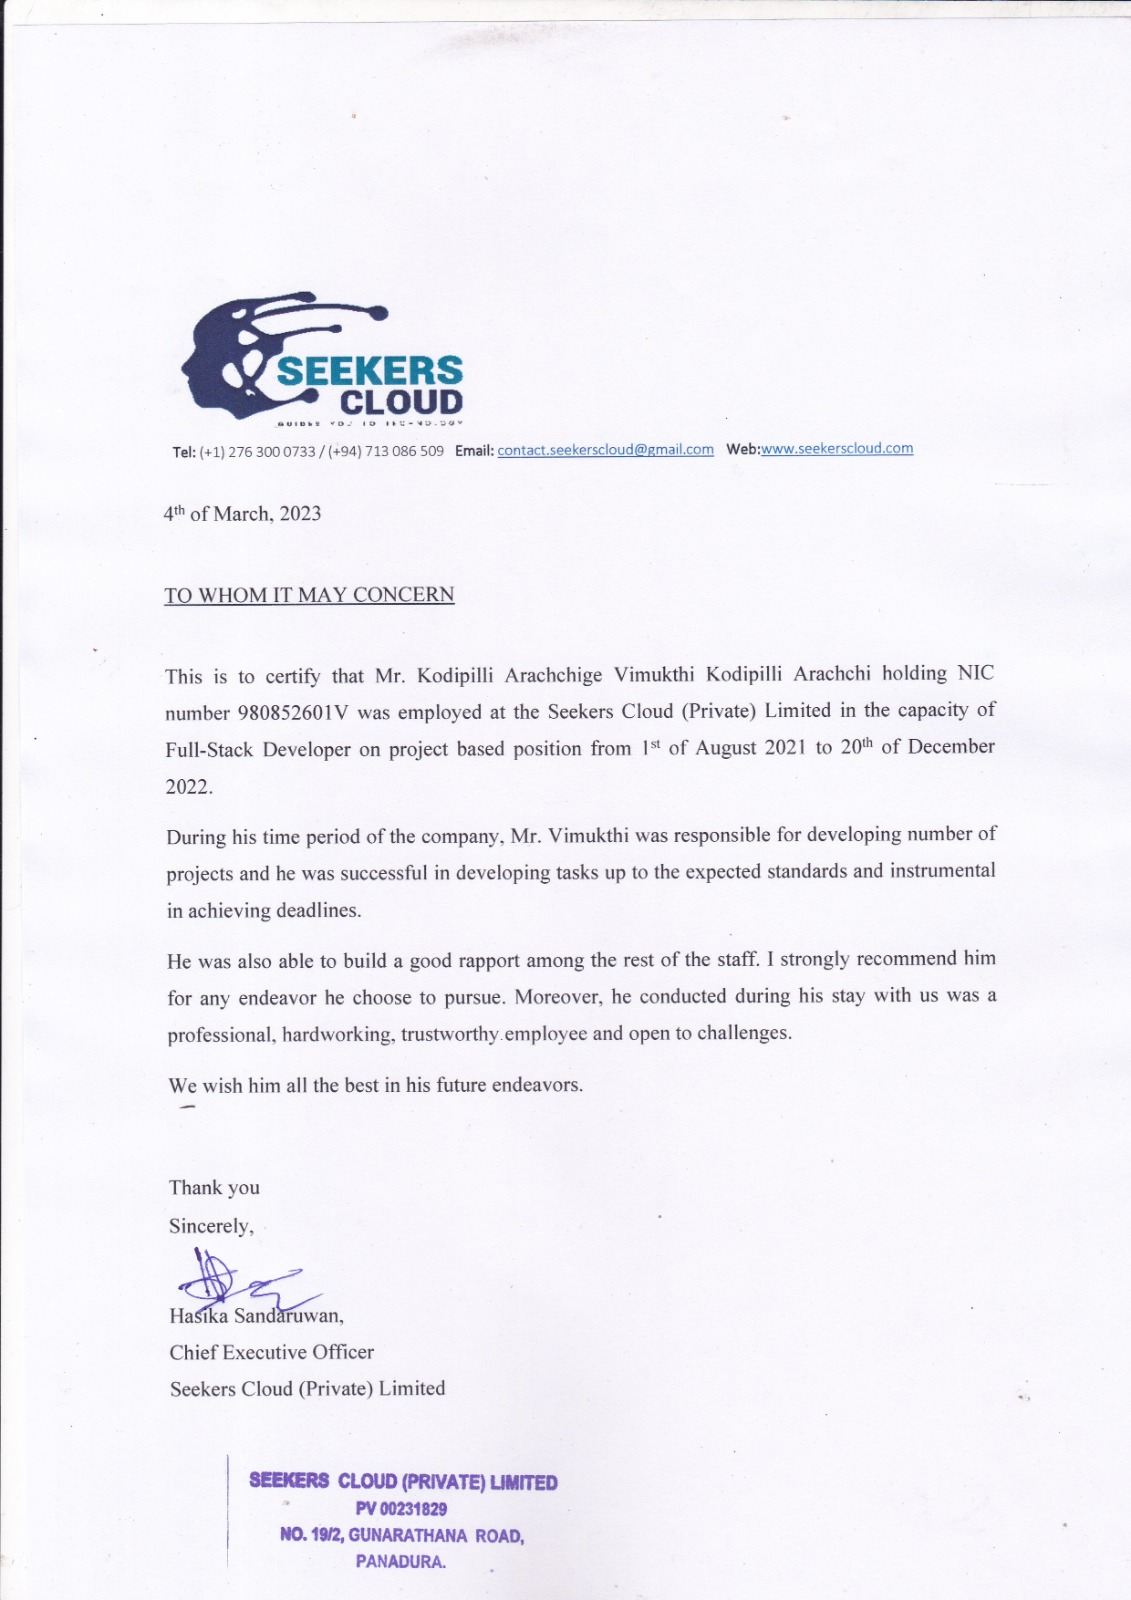 SEEKERS
CLOUD
Tel: (+1) 276 300 0733 / (+94) 713 086 509 Email: contact.seekerscloud@gmail.com Web:www.seekerscloud.com
4th of March, 2023
TO WHOM IT MAY CONCERN
This is to certify that Mr. Kodipilli Arachchige Vimukthi Kodipilli Arachchi holding NIC
number 980852601V was employed at the Seekers Cloud (Private) Limited in the capacity of
Full-Stack Developer on project based position from 1st of August 2021 to 20th of December
2022.
During his time period of the company, Mr. Vimukthi was responsible for developing number of
projects and he was successful in developing tasks up to the expected standards and instrumental
in achieving deadlines.
He was also able to build a good rapport among the rest of the staff. I strongly recommend him
for any endeavor he choose to pursue. Moreover, he conducted during his stay with us was a
professional, hardworking, trustworthy employee and open to challenges.
We wish him all the best in his future endeavors.
Thank you
Sincerely,
Hasika Sandaruwan,
Chief Executive Officer
Seekers Cloud (Private) Limited
SEEKERS CLOUD (PRIVATE) LIMITED
PV 00231829
NO. 19/2, GUNARATHANA ROAD,
PANADURA.